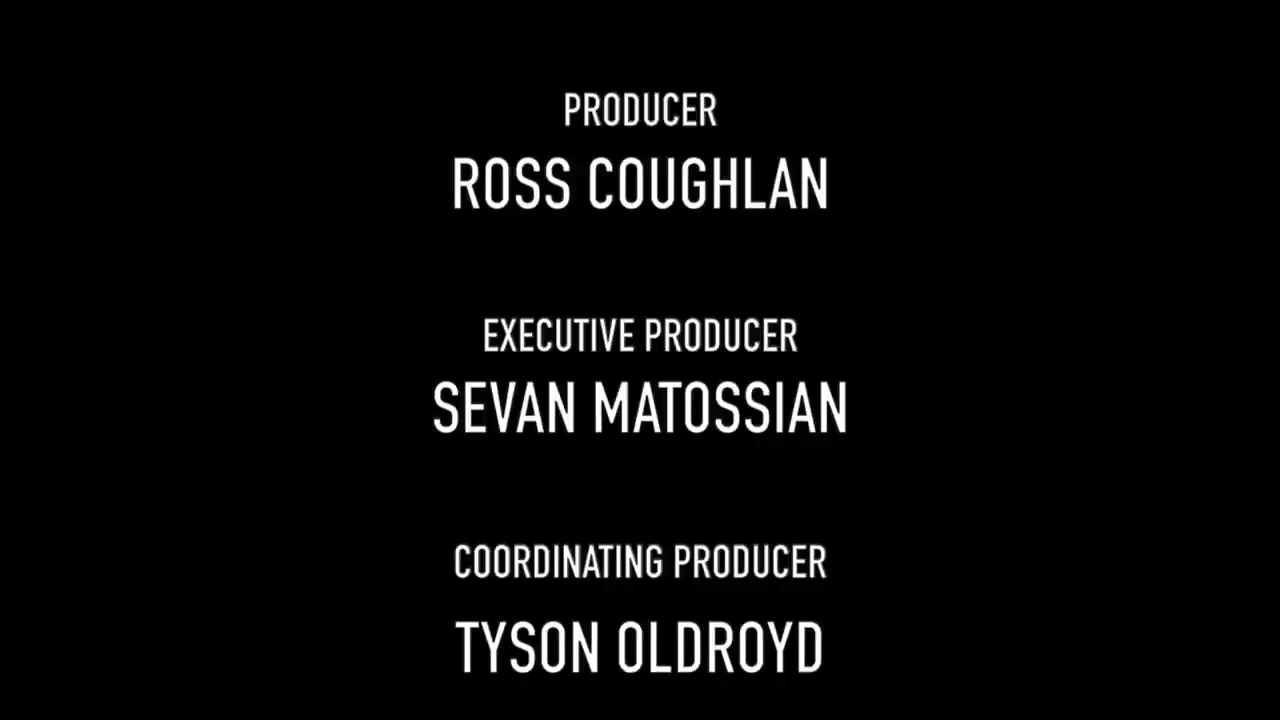 PRODUCER
ROSS COUGHLAN
EXECUTIVE PRODUCER
SEVAN MATOSSIAN
COORDINATING PRODUCER
TYSON OLDROYD